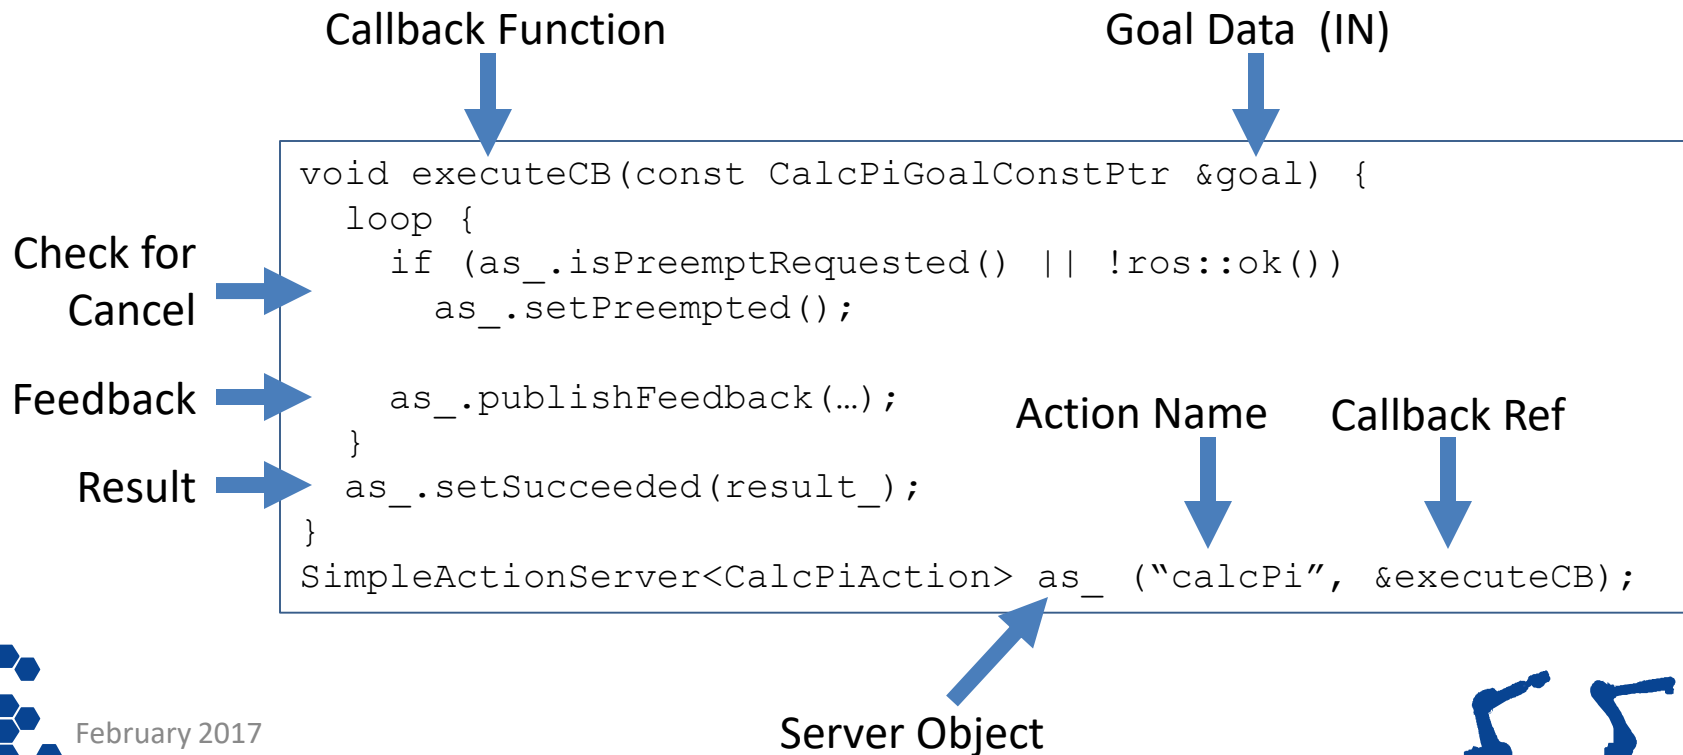 Callback Function
Goal Data (IN)
void executeCB(const CalcPiGoalConstPtr &goal) {
  loop {
    if (as_.isPreemptRequested() || !ros::ok())
      as_.setPreempted();
Check for
Cancel
Feedback
    as_.publishFeedback(…);
  }
Action Name
Callback Ref
Result
  as_.setSucceeded(result_);
}
SimpleActionServer<CalcPiAction> as_ (“calcPi”, &executeCB);
Server Object
February 2017